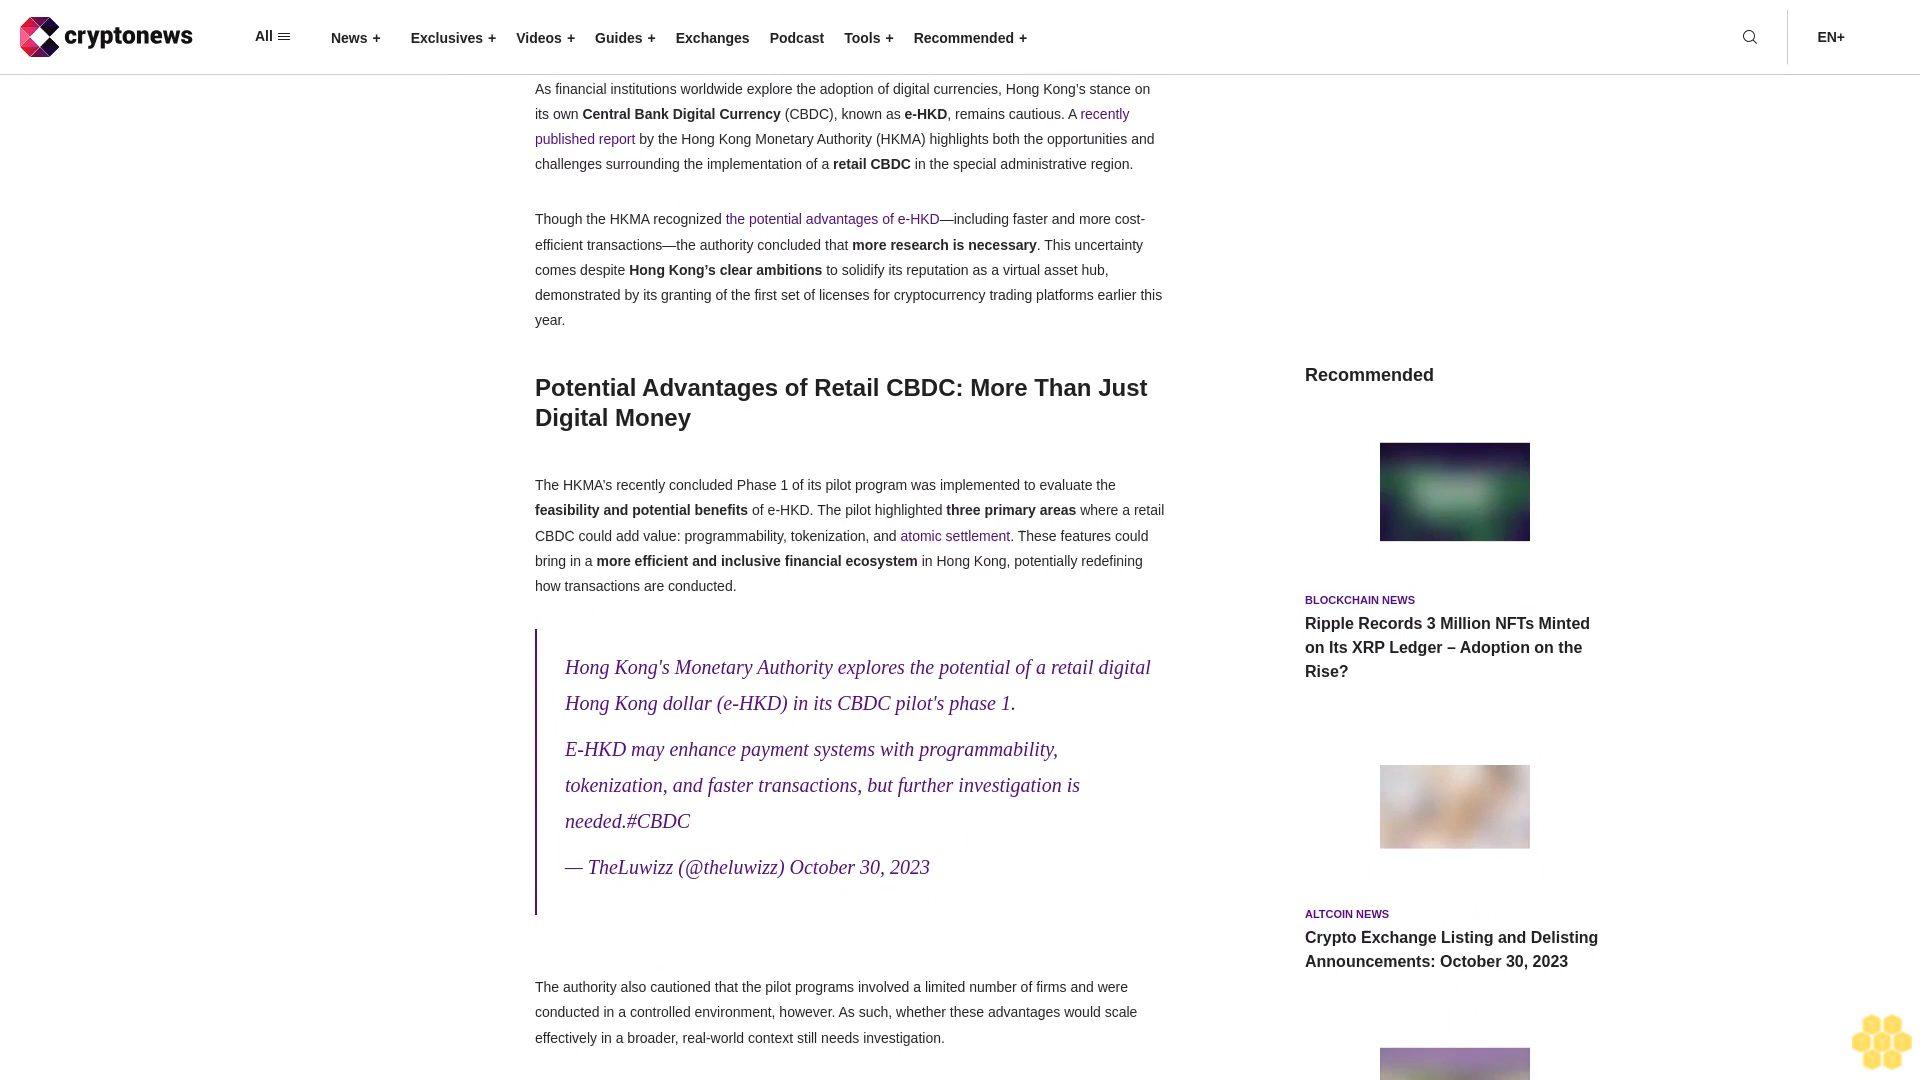 cryptonews
All
News +
Exclusives +
Videos +
Guides +
Exchanges
Podcast
Tools +
Recommended +
EN+
As financial institutions worldwide explore the adoption of digital currencies, Hong Kong’s stance on
its own Central Bank Digital Currency (CBDC), known as e-HKD, remains cautious. A recently
published report by the Hong Kong Monetary Authority (HKMA) highlights both the opportunities and
challenges surrounding the implementation of a retail CBDC in the special administrative region.
Though the HKMA recognized the potential advantages of e-HKD—including faster and more cost-
efficient transactions—the authority concluded that more research is necessary. This uncertainty
comes despite Hong Kong’s clear ambitions to solidify its reputation as a virtual asset hub,
demonstrated by its granting of the first set of licenses for cryptocurrency trading platforms earlier this
year.
Potential Advantages of Retail CBDC: More Than Just
Digital Money
The HKMA’s recently concluded Phase 1 of its pilot program was implemented to evaluate the
feasibility and potential benefits of e-HKD. The pilot highlighted three primary areas where a retail
CBDC could add value: programmability, tokenization, and atomic settlement. These features could
bring in a more efficient and inclusive financial ecosystem in Hong Kong, potentially redefining
how transactions are conducted.
Hong Kong's Monetary Authority explores the potential of a retail digital
Hong Kong dollar (e-HKD) in its CBDC pilot's phase 1.
E-HKD may enhance payment systems with programmability,
tokenization, and faster transactions, but further investigation is
needed.#CBDC
— TheLuwizz (@theluwizz) October 30, 2023
The authority also cautioned that the pilot programs involved a limited number of firms and were
conducted in a controlled environment, however. As such, whether these advantages would scale
effectively in a broader, real-world context still needs investigation.
Recommended
BLOCKCHAIN NEWS
Ripple Records 3 Million NFTs Minted
on Its XRP Ledger – Adoption on the
Rise?
ALTCOIN NEWS
Crypto Exchange Listing and Delisting
Announcements: October 30, 2023